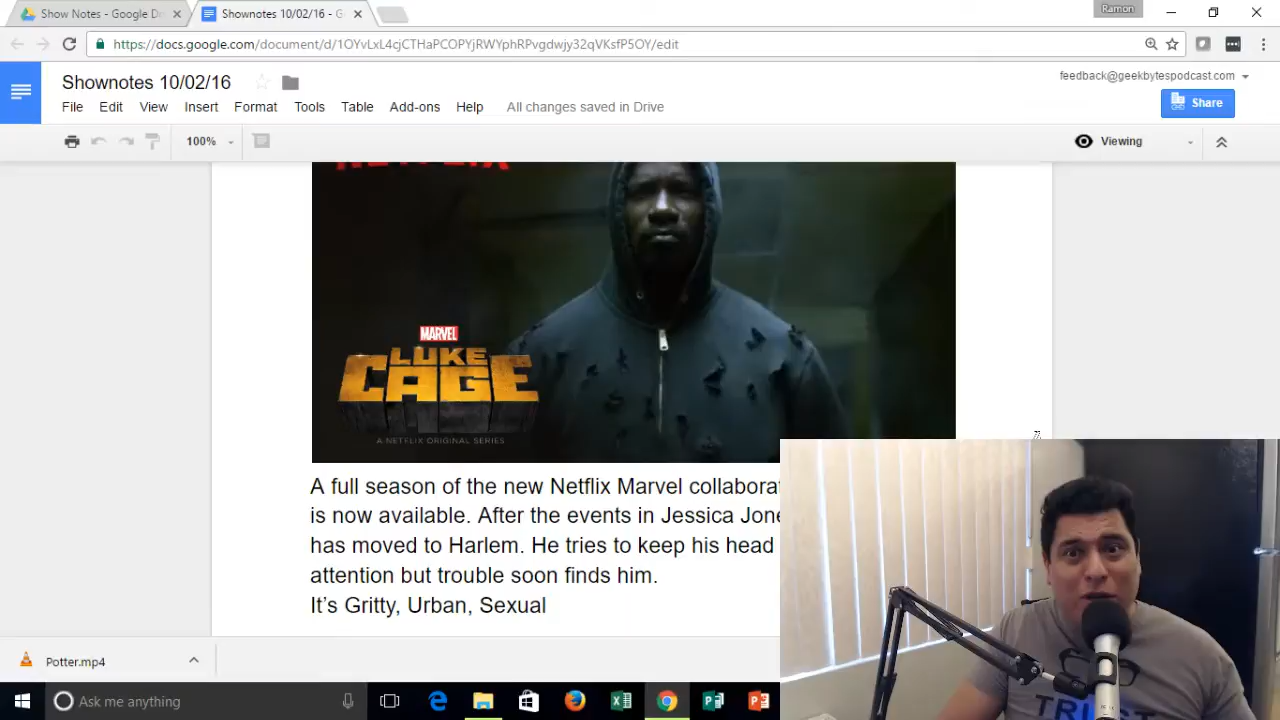 Show Notes - Google Dr
Shownotes 10/02/16 - G
Ramon
https://docs.google.com/document/d/1OYvLxL4cjCTHaPCOPYjRWYphRPvgdwjy32qVKsfP5OY/edit
Shownotes 10/02/16
feedback@geekbytespodcast.com
File Edit View Insert Format Tools Table Add-ons Help All changes saved in Drive
Share
100%
Viewing
NETFLIX
MARVEL
LUKE
CAGE
A NETFLIX ORIGINAL SERIES
A full season of the new Netflix Marvel collaborat
is now available. After the events in Jessica Jone
has moved to Harlem. He tries to keep his head
attention but trouble soon finds him.
It's Gritty, Urban, Sexual
TRUST
Potter.mp4
Ask me anything